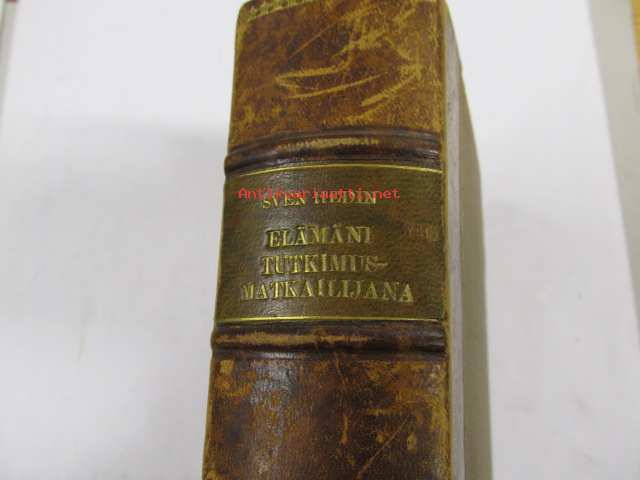 Antikvariaatti.net
SVEN HEDIN
ELÄMÄNI
TUTKIMUS-
MATKAILIJANA